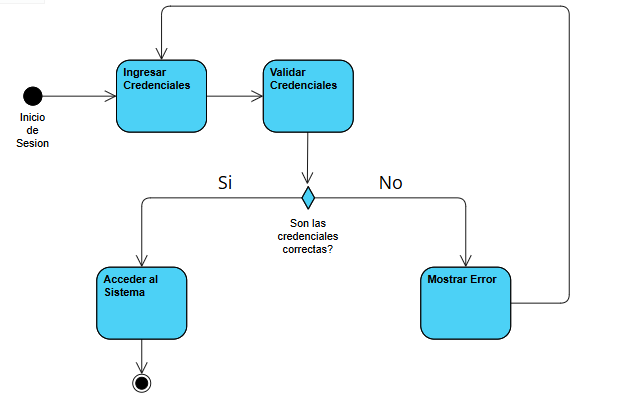 Ingresar
Credenciales
Validar
Credenciales
Inicio
de
Sesion
Si
No
Son las
credenciales
correctas?
Acceder al
Sistema
Mostrar Error